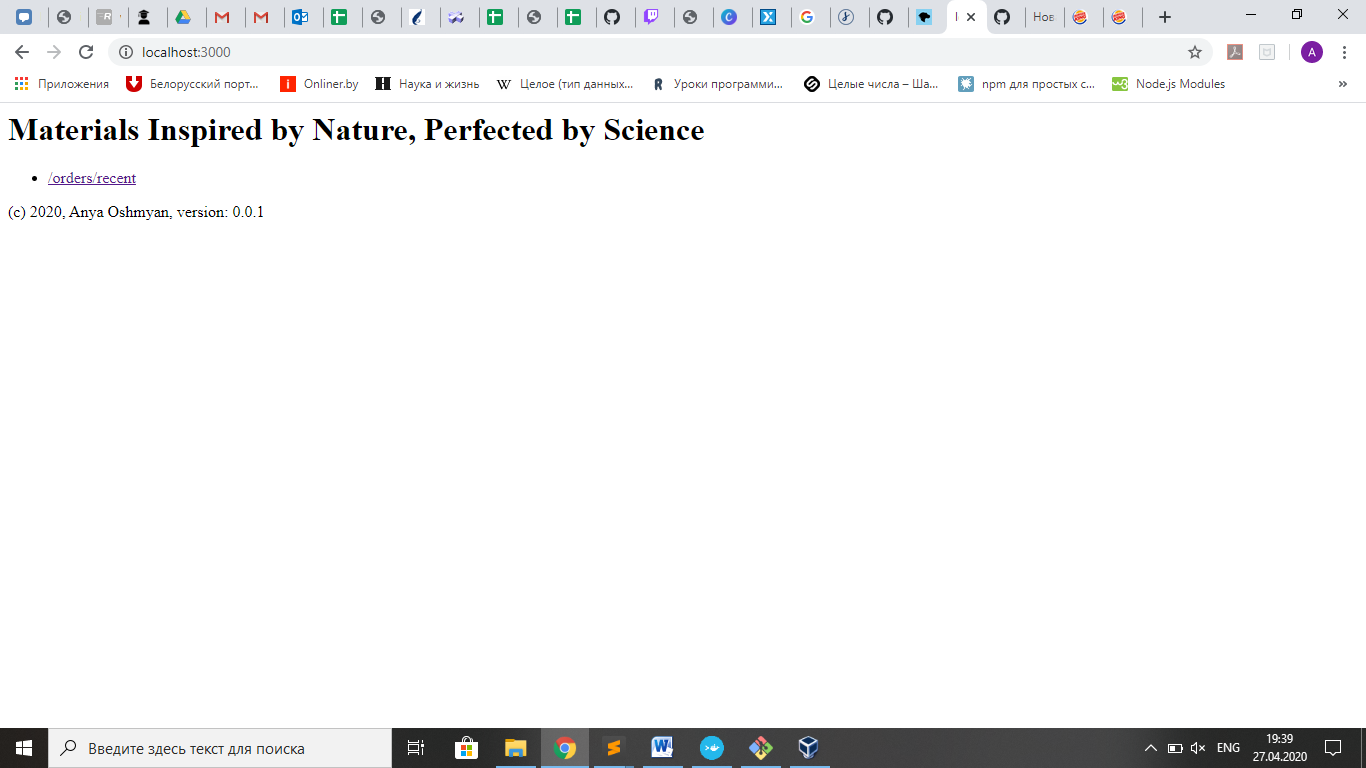 Нов
localhost:3000
A
Приложения
Белорусский порт...
Onliner.by
Наука и жизнь
Целое (тип данных...
Уроки программи...
Целые числа – Ша...
npm для простых с...
Node.js Modules
»
Materials Inspired by Nature, Perfected by Science
/orders/recent
(c) 2020, Anya Oshmyan, version: 0.0.1
Введите здесь текст для поиска
ENG
19:39
27.04.2020